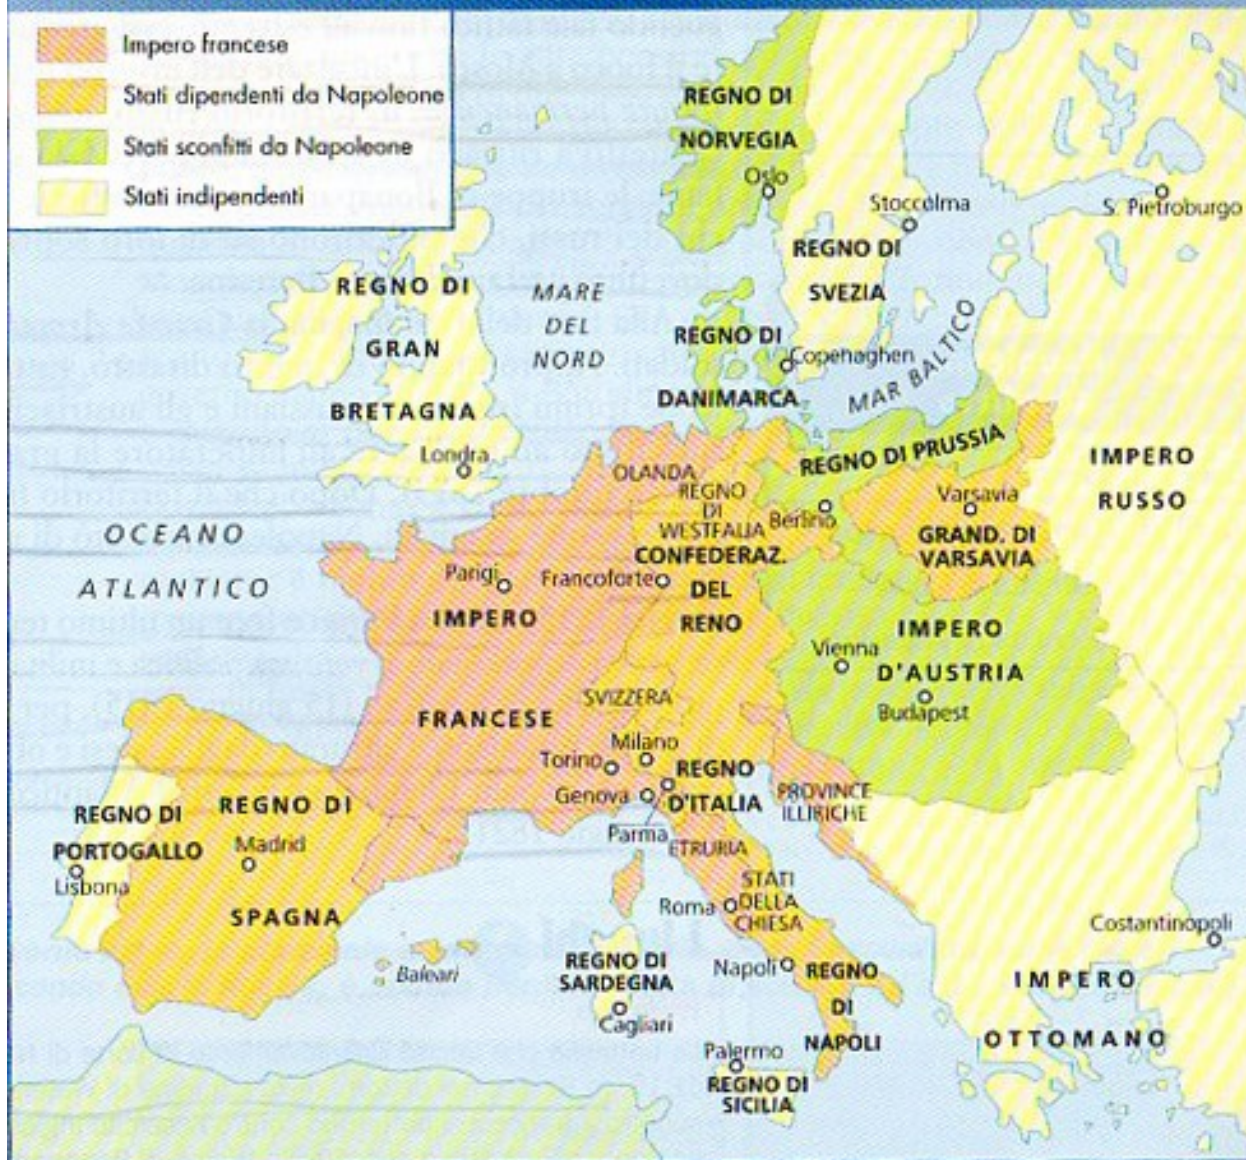 Impero francese
Stati dipendenti da Napoleone
Stati sconfitti da Napoleone
Stati indipendenti
REGNO DI
NORVEGIA
Oslo
Stoccolma
S. Pietroburgo
REGNO DI
SVEZIA
REGNO DI
GRAN
BRETAGNA
Londra
MARE
DEL
NORD
REGNO DI
DANIMARCA
Copehaghen
MAR BALTICO
REGNO DI PRUSSIA
Berlino
IMPERO
RUSSO
Varsavia
GRAND. DI
VARSAVIA
OLANDA
REGNO
DI
WESTFALIA
CONFEDERAZ.
DEL
RENO
Francoforte
OCEANO
ATLANTICO
Parigi
IMPERO
FRANCESE
IMPERO
D'AUSTRIA
Vienna
Budapest
SVIZZERA
Milano
Torino
Genova
Parma
REGNO
D'ITALIA
PROVINCE
ILLIRICHE
ETRURIA
STATI
DELLA
CHIESA
Roma
REGNO DI
PORTOGALLO
Lisbona
REGNO DI
Madrid
SPAGNA
Baleari
REGNO DI
SARDEGNA
Cagliari
Napoli
REGNO
DI
NAPOLI
Palermo
REGNO DI
SICILIA
Costantinopoli
IMPERO
OTTOMANO